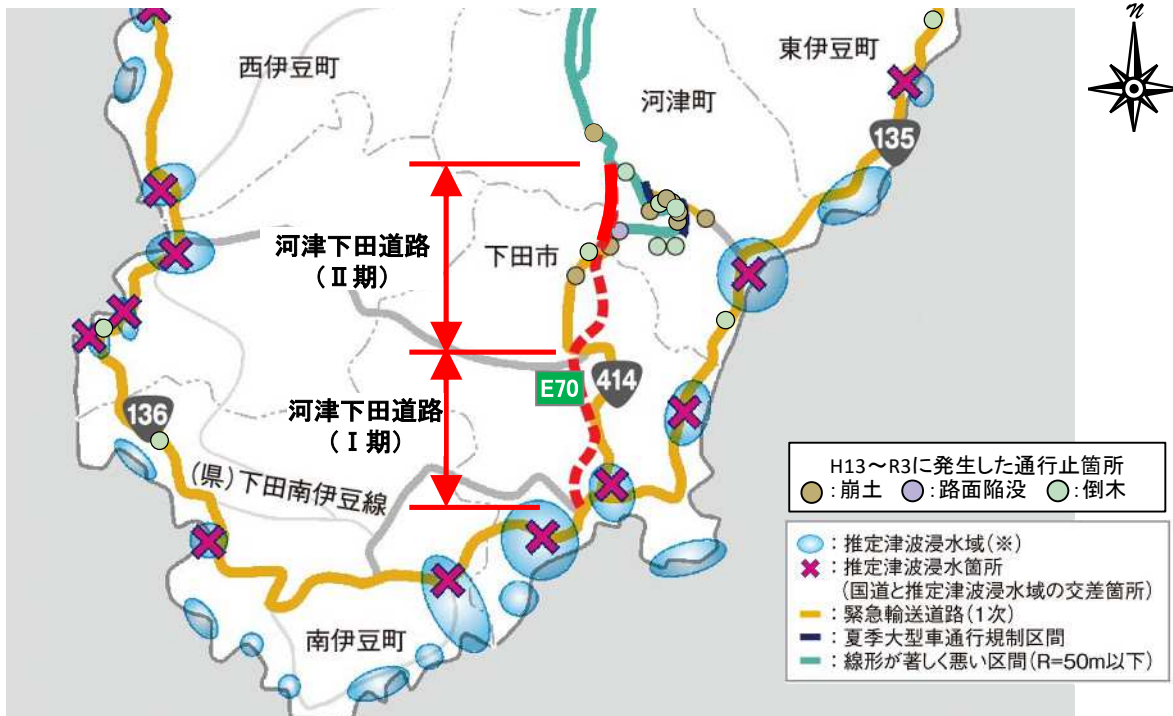 西伊豆町
東伊豆町
N
河津町
135
河津下田道路
（Ⅱ期）
下田市
E70
414
河津下田道路
（Ⅰ期）
136
(県)下田南伊豆線
南伊豆町
H13～R3に発生した通行止箇所
：崩土 ：路面陥没 ：倒木
：推定津波浸水域(※)
：推定津波浸水箇所
(国道と推定津波浸水域の交差箇所)
：緊急輸送道路(1次)
：夏季大型車通行規制区間
：線形が著しく悪い区間(R=50m以下)